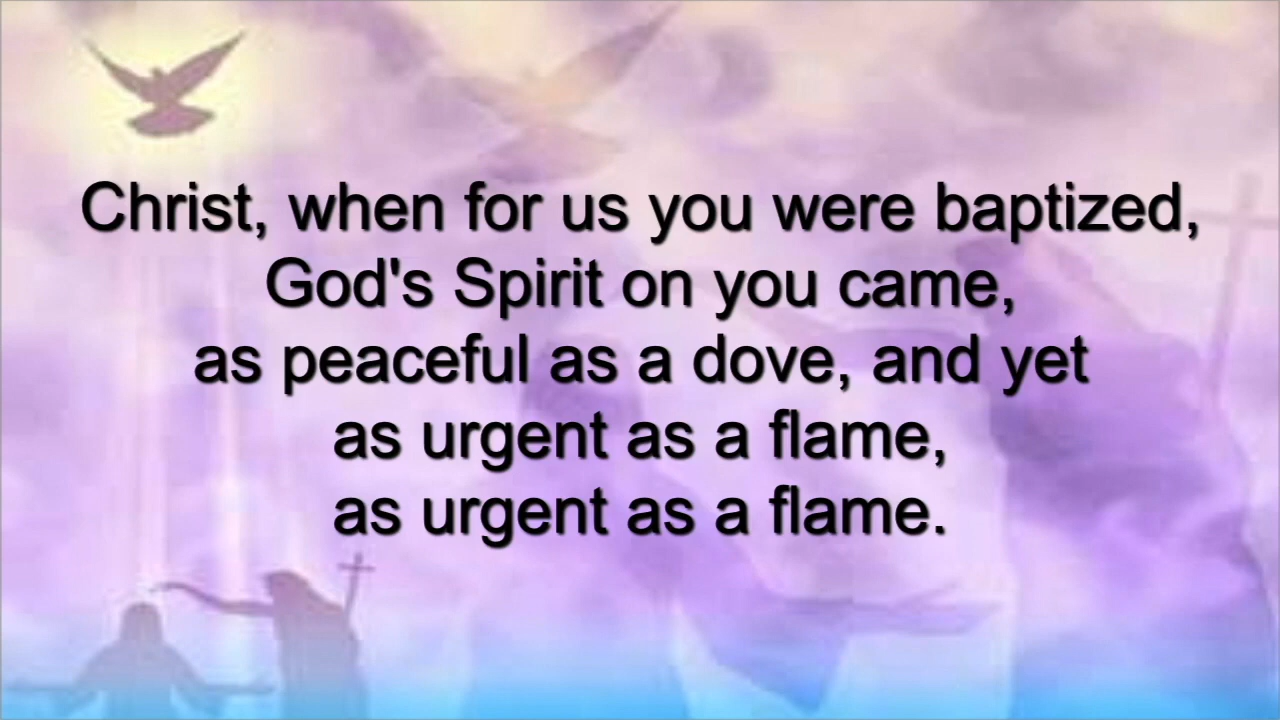 Christ, when for us you were baptized,
God's Spirit on you came,
as peaceful as a dove, and yet
as urgent as a flame,
as urgent as a flame.